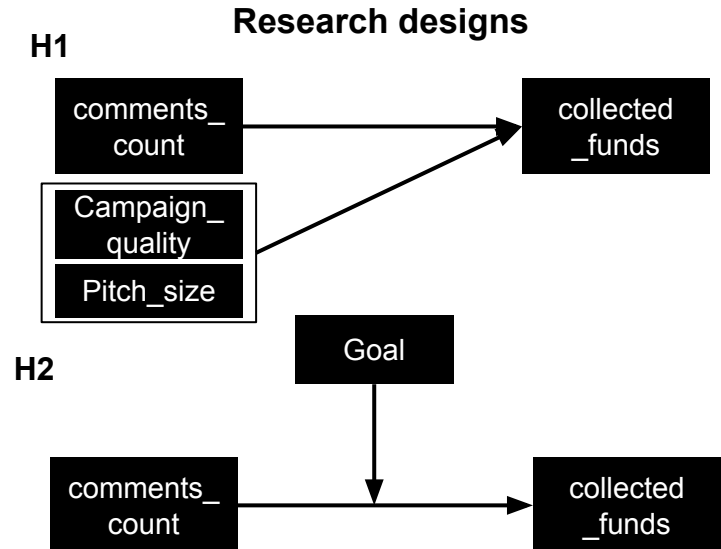 Research designs
H1
comments_
count
collected
_funds
Campaign_
quality
Pitch_size
Goal
H2
comments_
count
collected
_funds